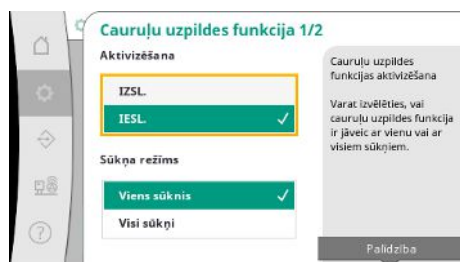 Cauruļu uzpildes funkcija 1/2
Aktivizēšana
IZSL.
IESL.
Sūkņa režīms
Viens sūknis
Visi sūkņi
Cauruļu uzpildes
funkcijas aktivizēšana
Varat izvēlēties, vai
cauruļu uzpildes funkcija
ir jāveic ar vienu vai ar
visiem sūkņiem.
Palīdzība